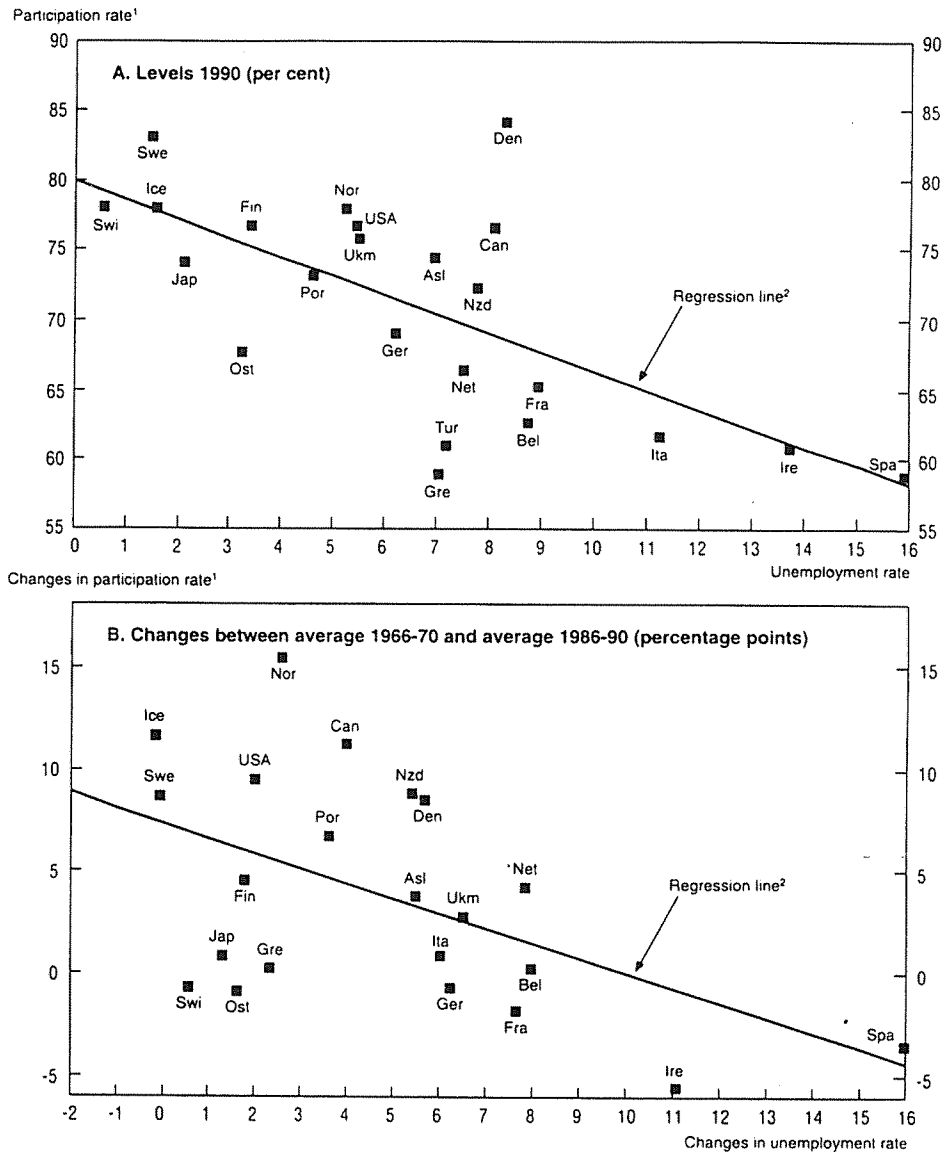 Participation rate¹
90
90
A. Levels 1990 (per cent)
85
85
Den
Swe
80
80
Ice
Nor
Fin
USA
Swi
Ukm
Can
75
75
Jap
Asl
Por
Nzd
Regression line²
70
70
Ger
Ost
Net
65
65
Fra
Tur
Bel
Ita
Ire
Spa
60
60
Gre
55
55
0 1 2 3 4 5 6 7 8 9 10 11 12 13 14 15 16
Unemployment rate
Changes in participation rate¹
B. Changes between average 1966-70 and average 1986-90 (percentage points)
15
15
Nor
Ice
Can
USA
10
10
Swe
Nzd
Den
Por
5
5
Fin
Asl
Net
Ukm
Regression line²
Jap
Gre
Ita
0
0
Swi
Ost
Ger
Bel
Fra
Spa
Ire
-5
-5
-2 -1 0 1 2 3 4 5 6 7 8 9 10 11 12 13 14 15 16
Changes in unemployment rate